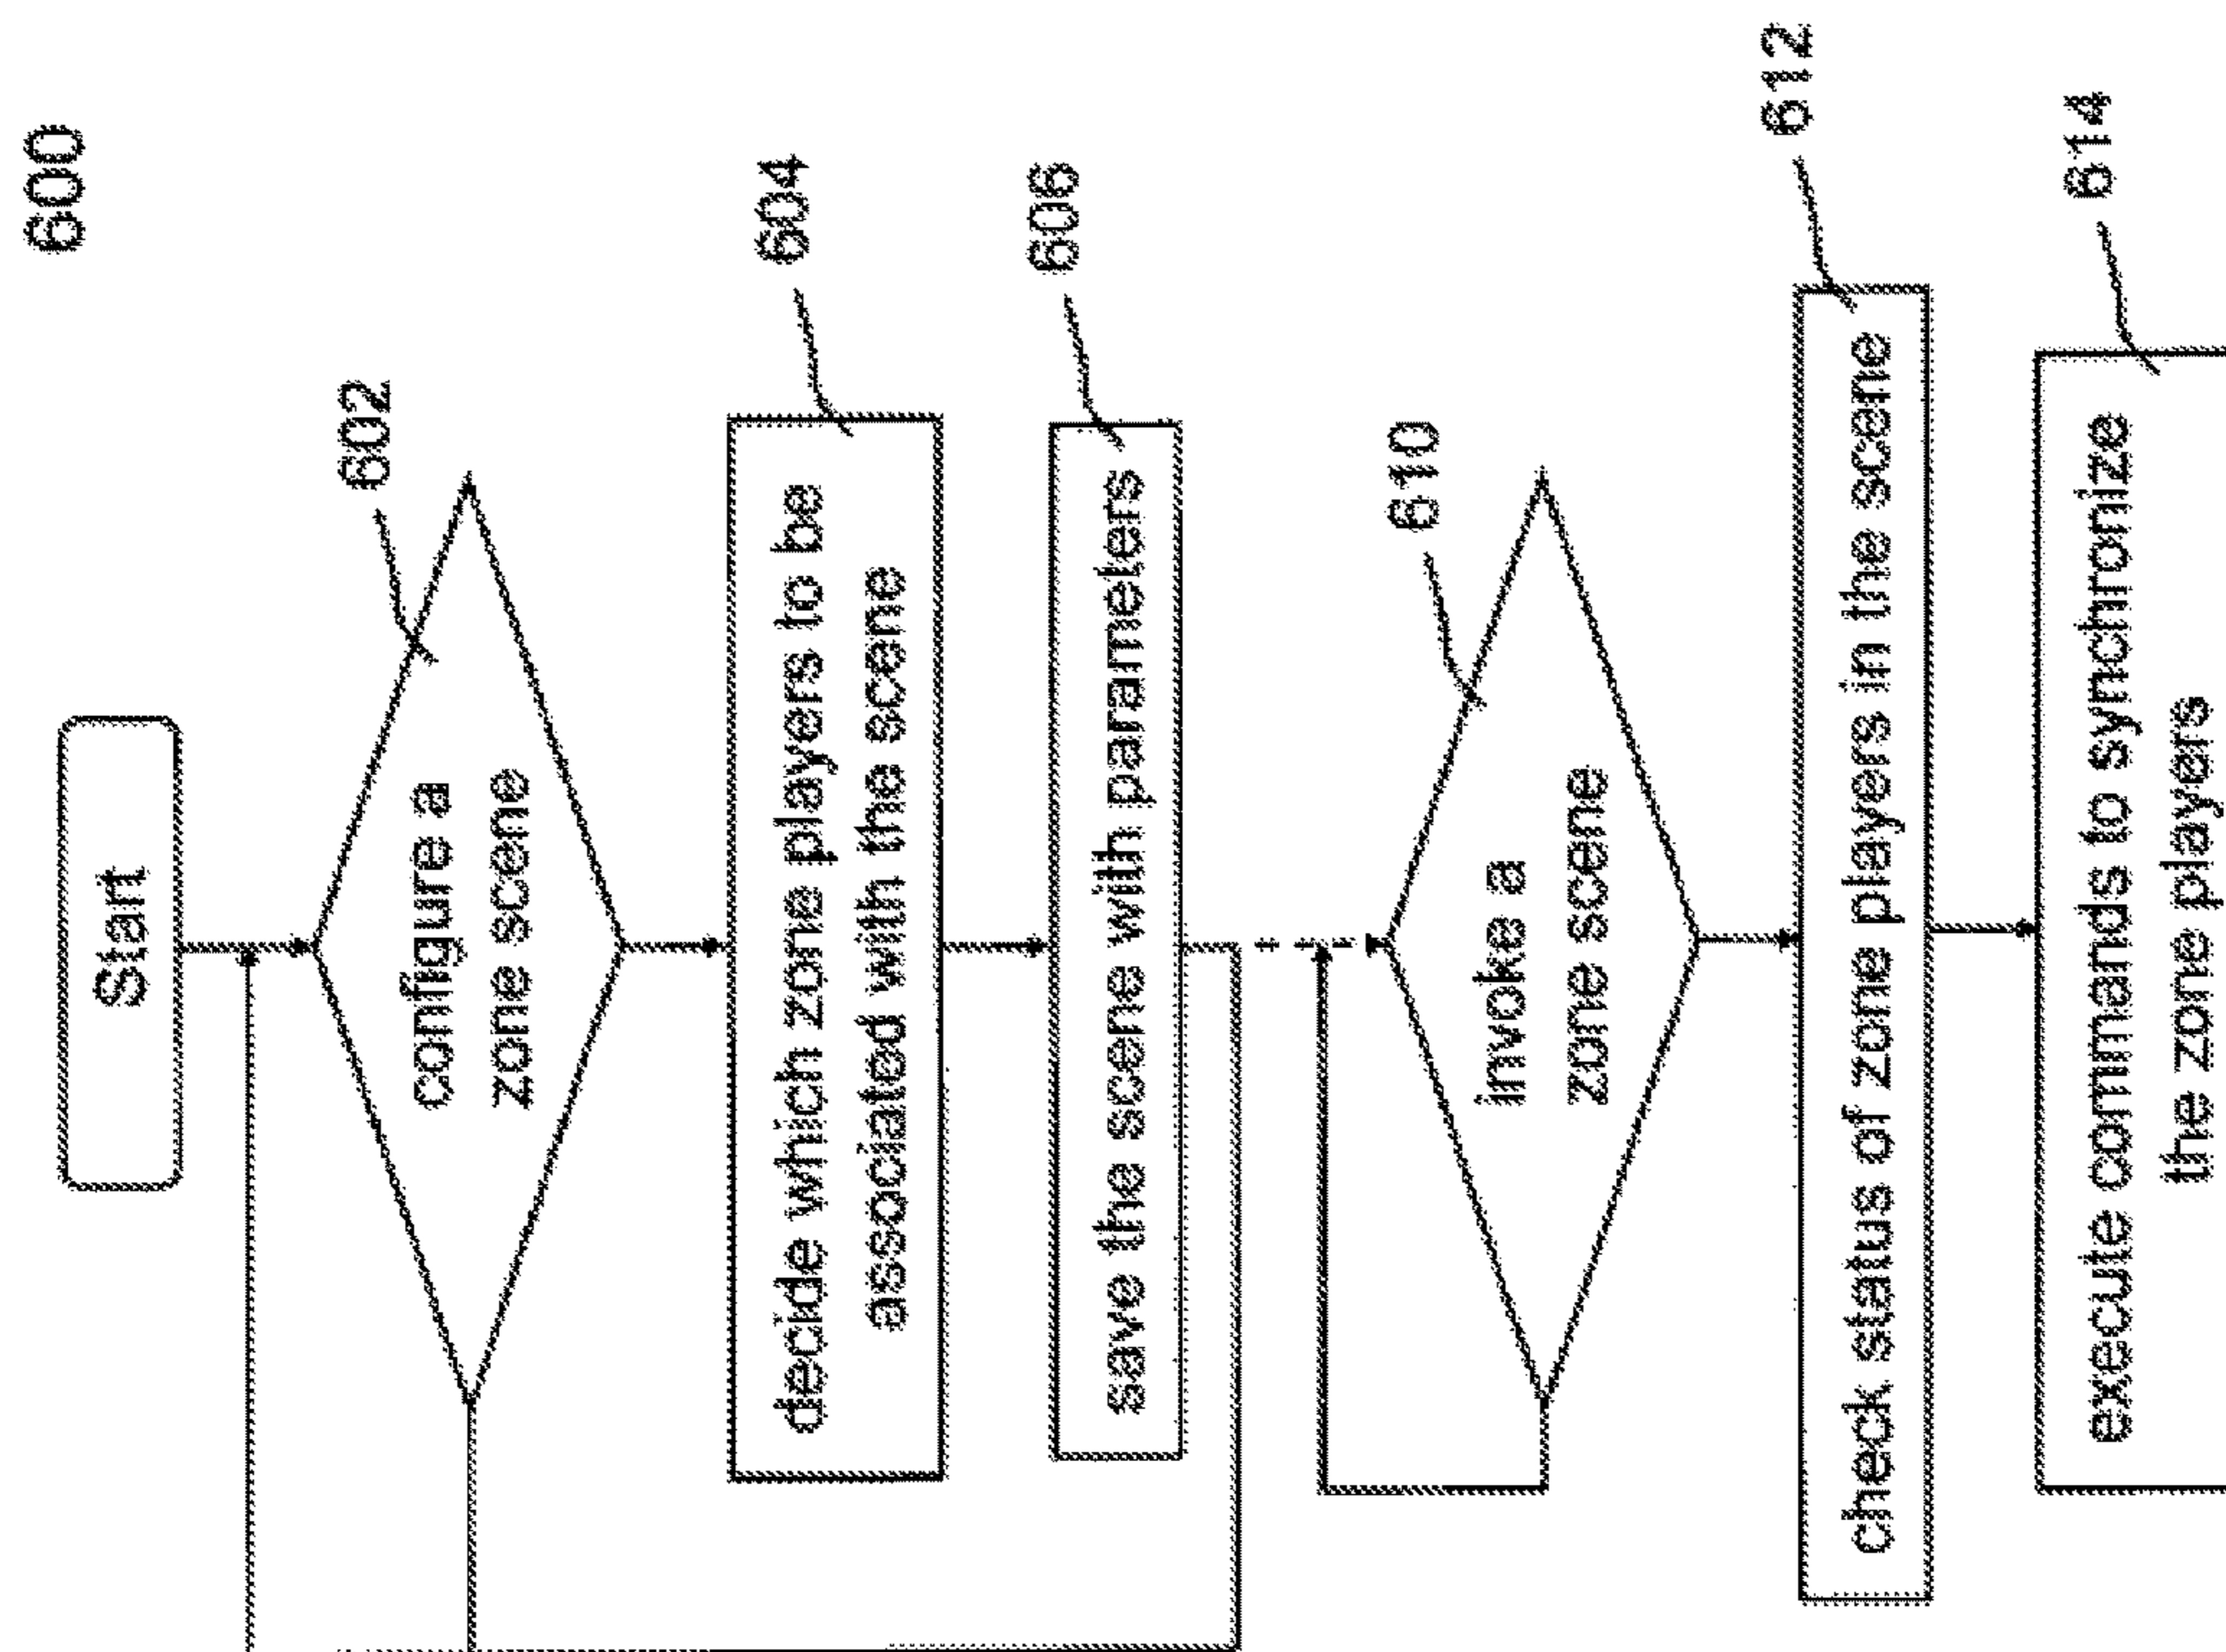 600
Start
602
configure a
zone scene
604
decide which zone players to be
associated with the scene
606
save the scene with parameters
610
invoke a
zone scene
612
check status of zone players in the scene
614
execute commands to synchronize
the zone players